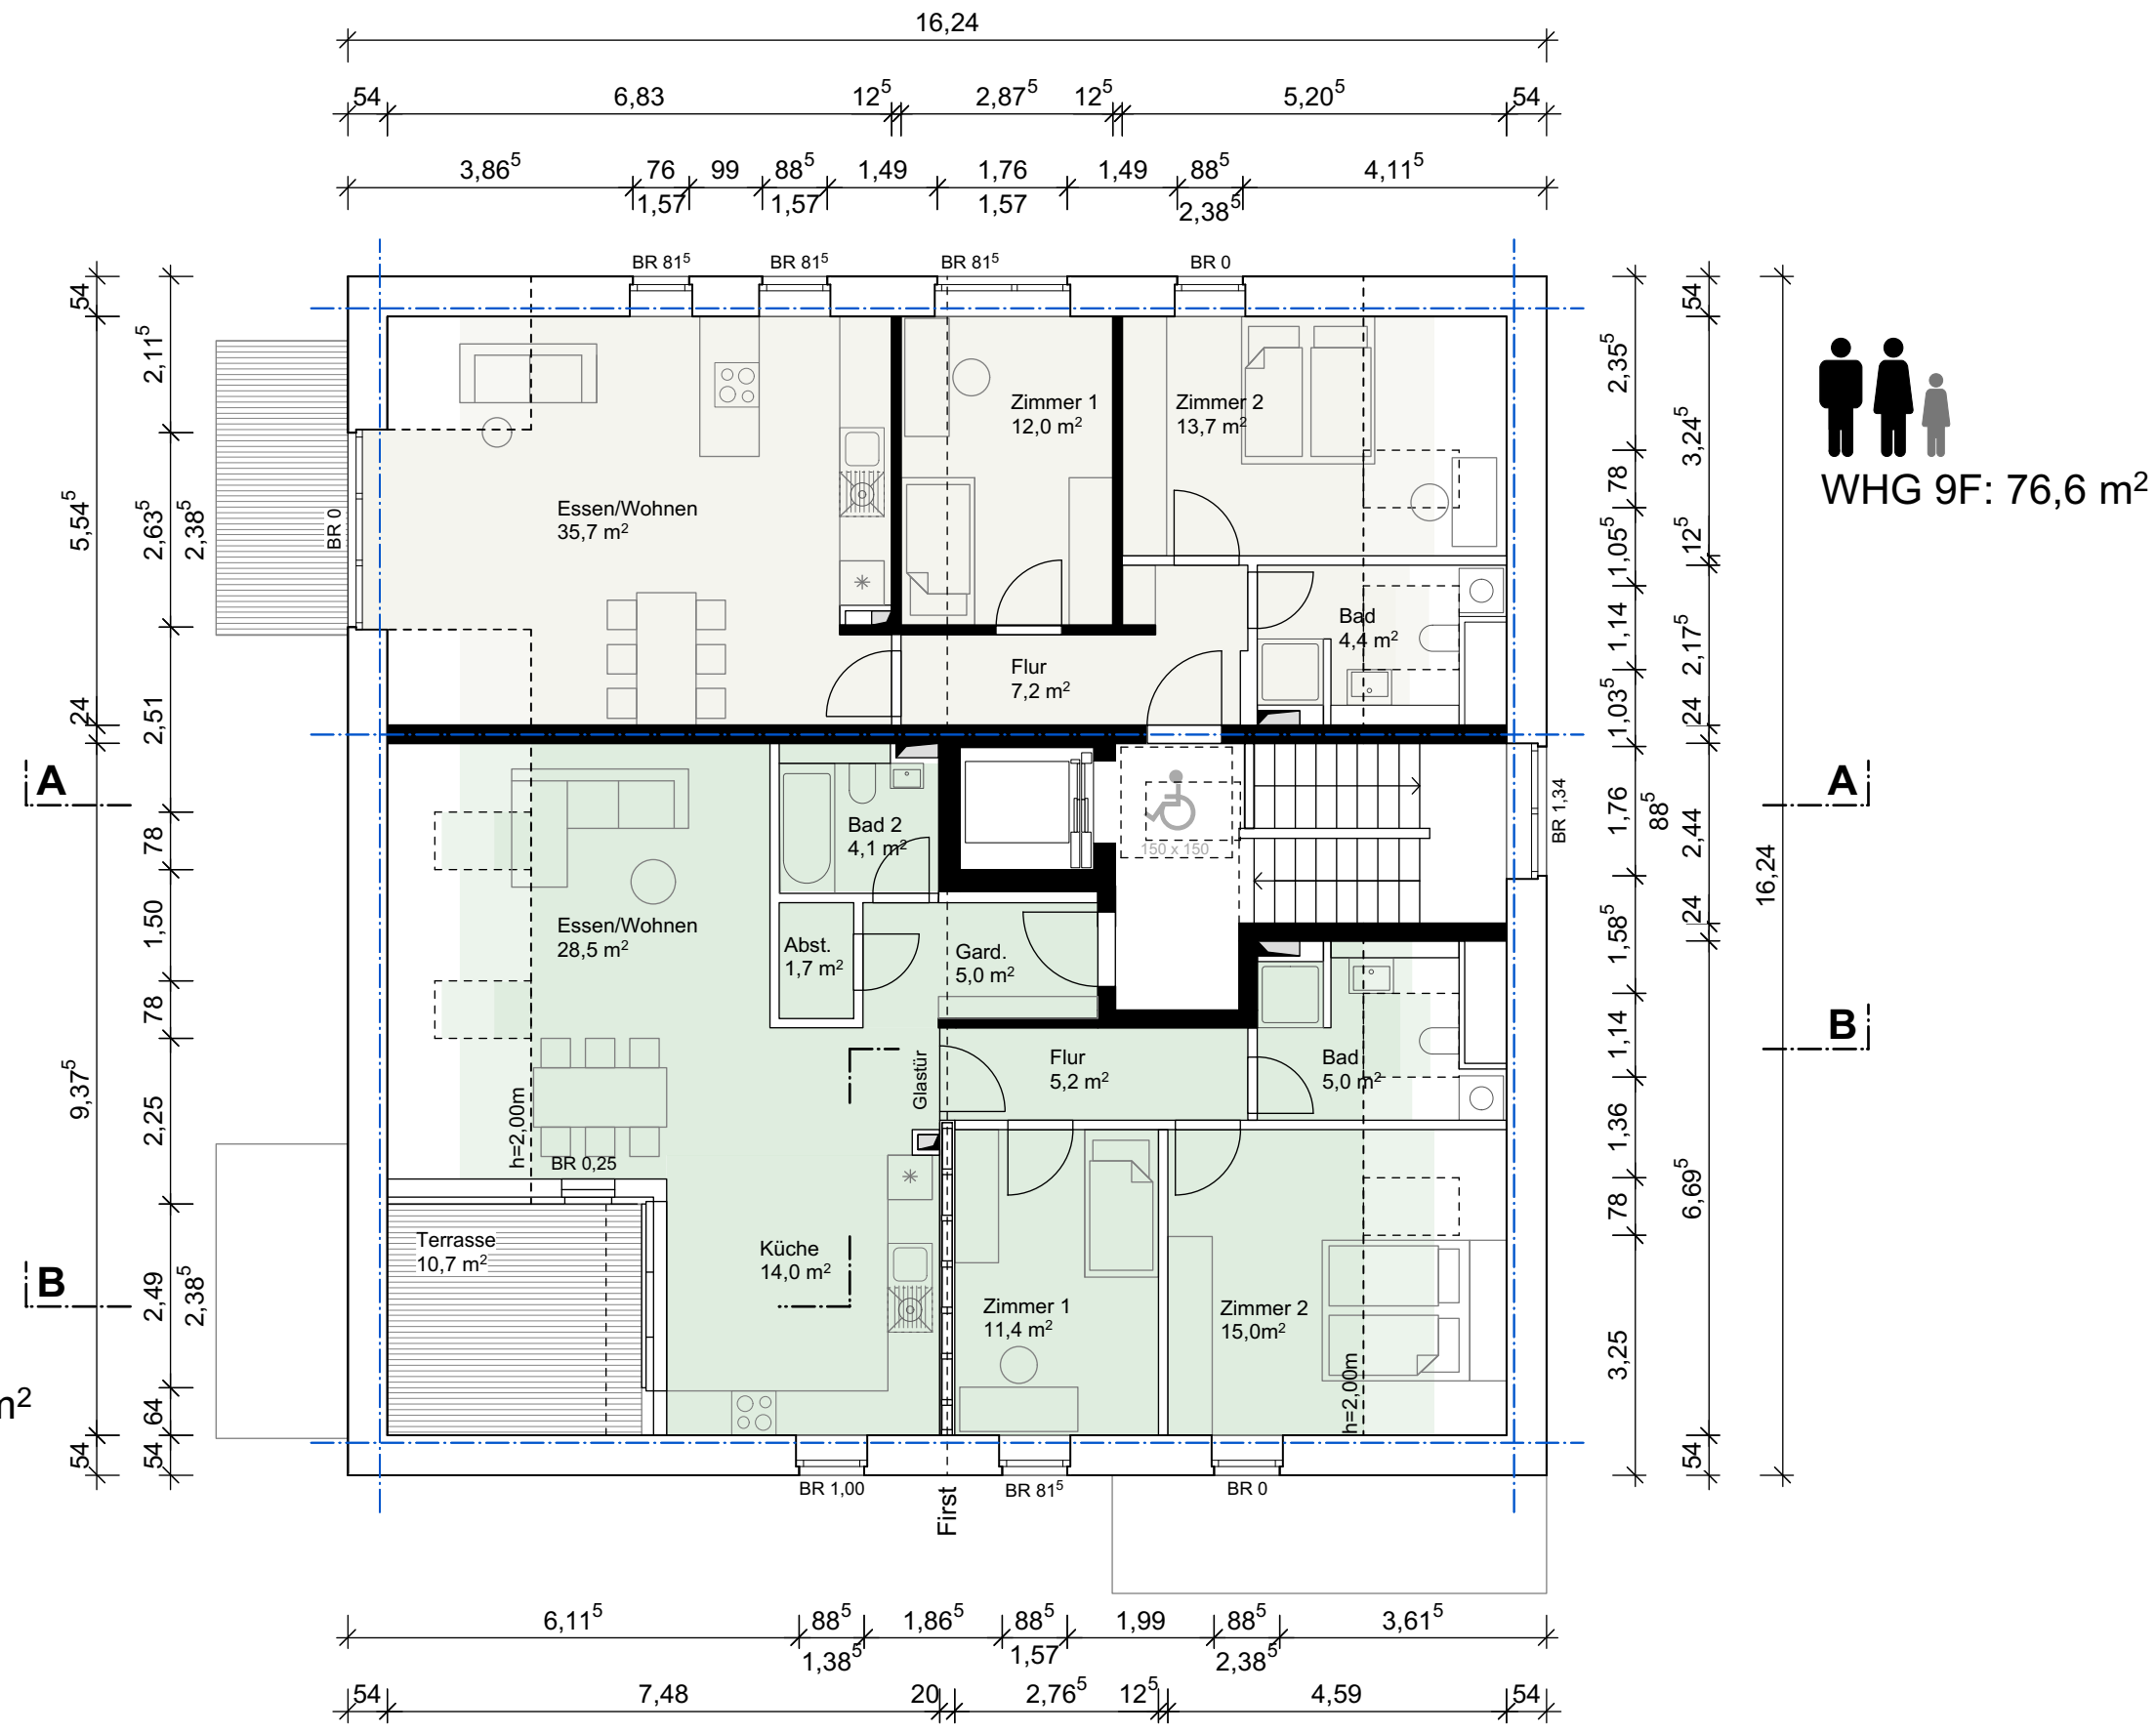 16,24
54 6,83 12⁵ 2,87⁵ 12⁵ 5,20⁵ 54
3,86⁵ 76 99 88⁵ 1,49 1,76 1,49 88⁵ 4,11⁵
1,57 1,57 1,57 2,38⁵
BR 81⁵ BR 81⁵ BR 81⁵ BR 0
54
5,54⁵
24
9,37⁵
54
2,11⁵
2,63⁵
2,38⁵
2,51
78
1,50
78
2,25
2,49
2,38⁵
64
54
BR 0
Essen/Wohnen
35,7 m²
Zimmer 1
12,0 m²
Zimmer 2
13,7 m²
Flur
7,2 m²
Bad
4,4 m²
WHG 9F: 76,6 m²
A
A
B
B
m²
Bad 2
4,1 m²
150 x 150
BR 1,34
Essen/Wohnen
28,5 m²
Abst.
1,7 m²
Gard.
5,0 m²
Glastür
Flur
5,2 m²
Bad
5,0 m²
h=2,00m
BR 0,25
Terrasse
10,7 m²
Küche
14,0 m²
Zimmer 1
11,4 m²
Zimmer 2
15,0m²
h=2,00m
BR 1,00
First
BR 81⁵
BR 0
2,35⁵
78
1,05⁵
1,14
1,03⁵
1,76
88⁵
1,58⁵
1,14
1,36
78
3,25
54
3,24⁵
12⁵
2,17⁵
24
2,44
24
6,69⁵
54
16,24
6,11⁵ 88⁵ 1,86⁵ 88⁵ 1,99 88⁵ 3,61⁵
1,38⁵ 1,57 2,38⁵
54 7,48 20 2,76⁵ 12⁵ 4,59 54